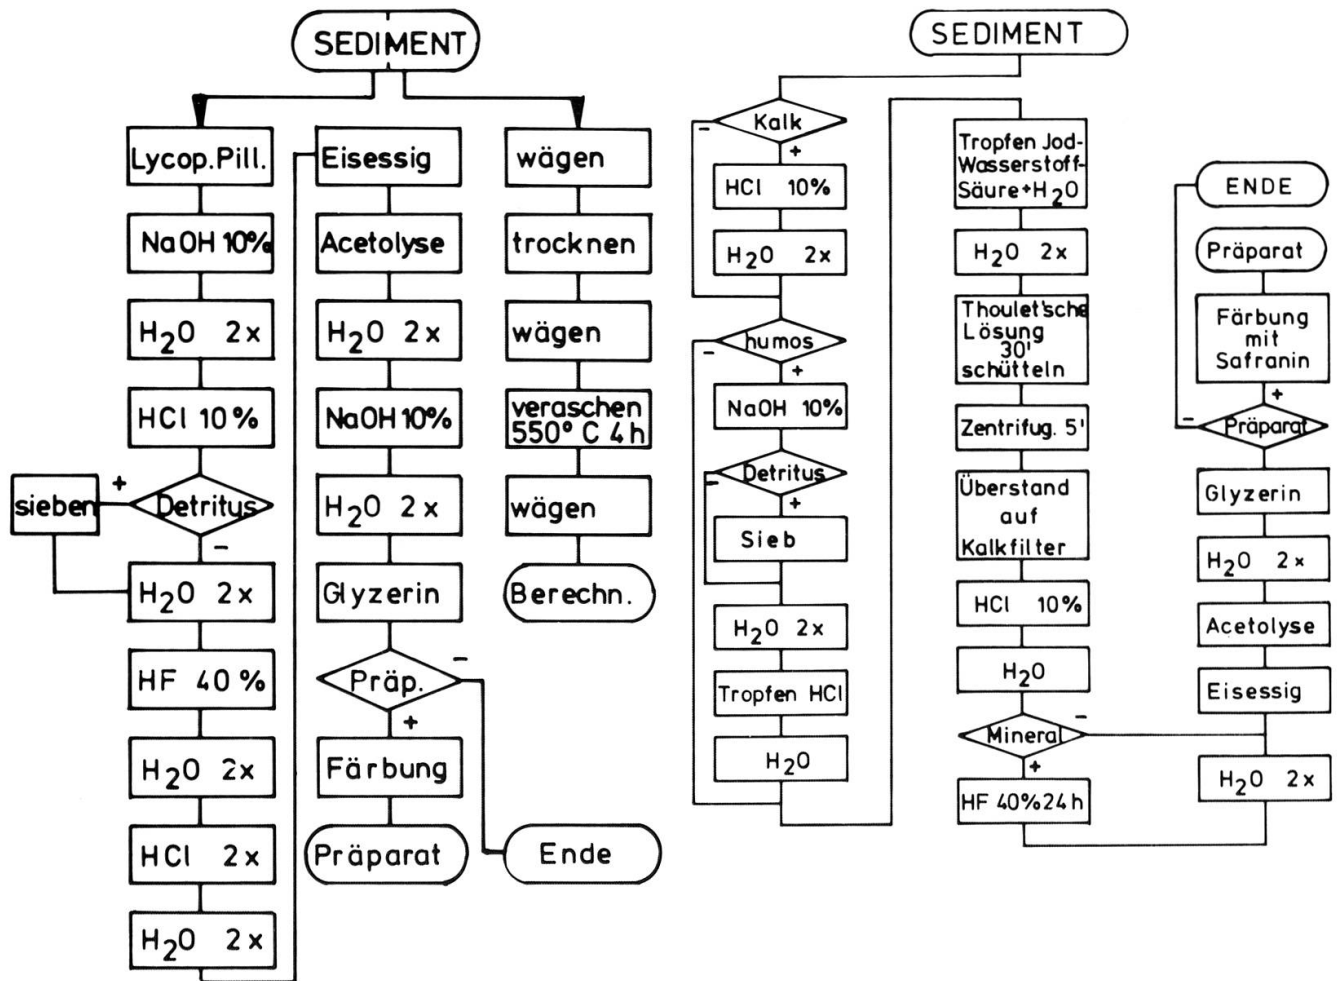 SEDIMENT
Lycop.Pill.
NaOH 10%
H₂O 2x
HCl 10%
Detritus
+
-
sieben
H₂O 2x
HF 40%
H₂O 2x
HCl 2x
H₂O 2x
Eisessig
Acetolyse
H₂O 2x
NaOH 10%
H₂O 2x
Glyzerin
Präp.
-
+
Färbung
Präparat
Ende
wägen
trocknen
wägen
veraschen
550° C 4h
wägen
Berechn.
SEDIMENT
Kalk
-
+
HCl 10%
H₂O 2x
humos
-
+
NaOH 10%
Detritus
-
+
Sieb
H₂O 2x
Tropfen HCl
H₂O
Tropfen Jod-
Wasserstoff-
Säure+H₂O
H₂O 2x
Thoulet'sche
Lösung
30'
schütteln
Zentrifug. 5'
Überstand
auf
Kalkfilter
HCl 10%
H₂O
Mineral
-
+
HF 40% 24h
H₂O 2x
Eisessig
Acetolyse
H₂O 2x
Glyzerin
Präparat
-
+
Färbung
mit
Safranin
Präparat
ENDE